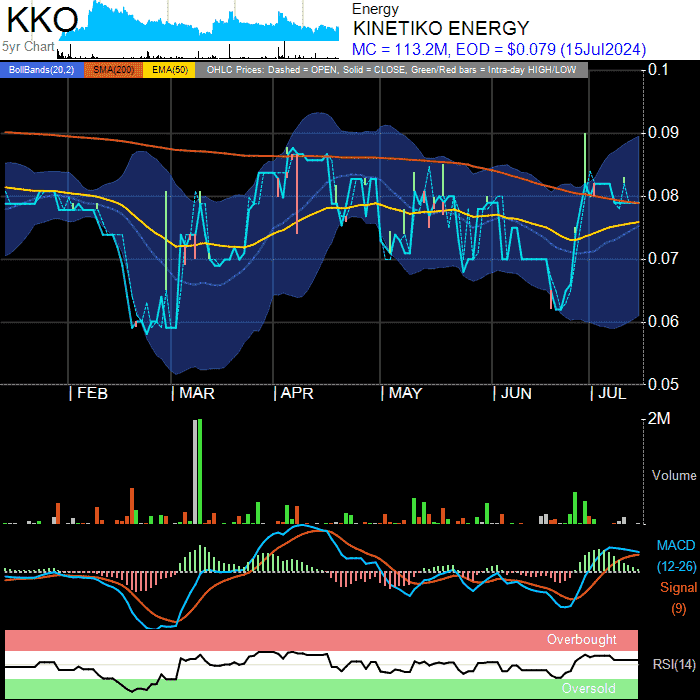 KKO
Energy
KINETIKO ENERGY
5yr Chart
MC = 113.2M, EOD = $0.079 (15Jul2024)
BollBands(20,2) SMA(200) EMA(50) OHLC Prices: Dashed = OPEN, Solid = CLOSE, Green/Red bars = Intra-day HIGH/LOW
0.1
0.09
0.08
0.07
0.06
0.05
FEB MAR APR MAY JUN JUL
2M
Volume
MACD
(12-26)
Signal
(9)
Overbought
RSI(14)
Oversold